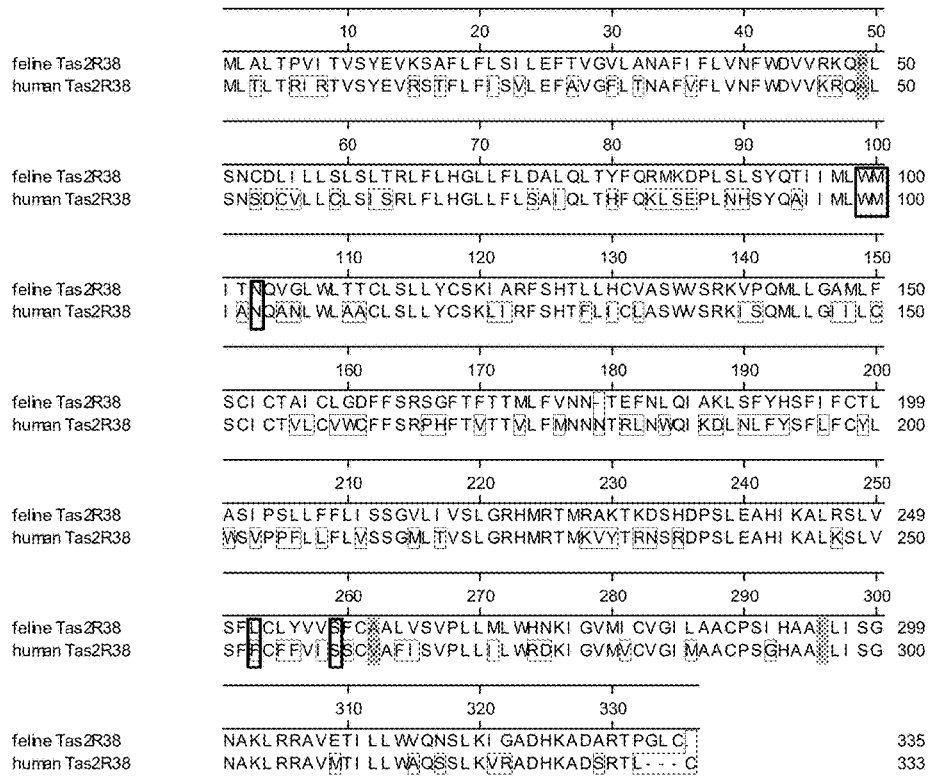 10 20 30 40 50
feline Tas2R38 MLALTPVITVSYEVKSAFLFLSILEFTVGVLANAFIFLVNFWDVVRKQPL 50
human Tas2R38 MLTLTRIRTVSYEVRSTFLFISVLEFAVGFLTNAFVFLVNFWDVVKRQAL 50
60 70 80 90 100
feline Tas2R38 SNCDLILLSLSLTRLFLHGLLFLDALQLTYFQRMKDPLSLSYQTIIMLWM 100
human Tas2R38 SNSDCVLLCLSISRLFLHGLLFLSAIQLTHFQKLSEPLNHSYQAIIMLWM 100
110 120 130 140 150
feline Tas2R38 ITNQVGLWLTTCLSLLYCSKIARFSHTLLHCVASWVSRKVPQMLLGAMLF 150
human Tas2R38 IANQANLWLAACLSLLYCSKLIRFSHTFLICLASWVSRKISQMLLGIILC 150
160 170 180 190 200
feline Tas2R38 SCICTAICLGDFFSRSGFTFTTMLFVNN-TEFNLQIAKLSFYHSFIFCTL 199
human Tas2R38 SCICTVLCVWCFFSRPHFTVTTVLFMNNNTRLNWQIKDLNLFYSFLFCYL 200
210 220 230 240 250
feline Tas2R38 ASIPSLLFFLISSGVLIVSLGRHMRTMRAKTKDSHDPSLEAHIKALRSLV 249
human Tas2R38 WSVPPFLLFLVSSGMLTVSLGRHMRTMKVYTRNSRDPSLEAHIKALKSLV 250
260 270 280 290 300
feline Tas2R38 SFLCLYVVSFCAALVSVPLLMLWHNKIGVMICVGILAACPSIHAAILISG 299
human Tas2R38 SFFCFFVISSCVAFISVPLLILWRDKIGVMVCVGIMAACPSGHAAILISG 300
310 320 330
feline Tas2R38 NAKLRRAVETILLWVQNSLKIGADHKADARTPGLC 335
human Tas2R38 NAKLRRAVMTILLWAQSSLKVRADHKADSRTL---C 333